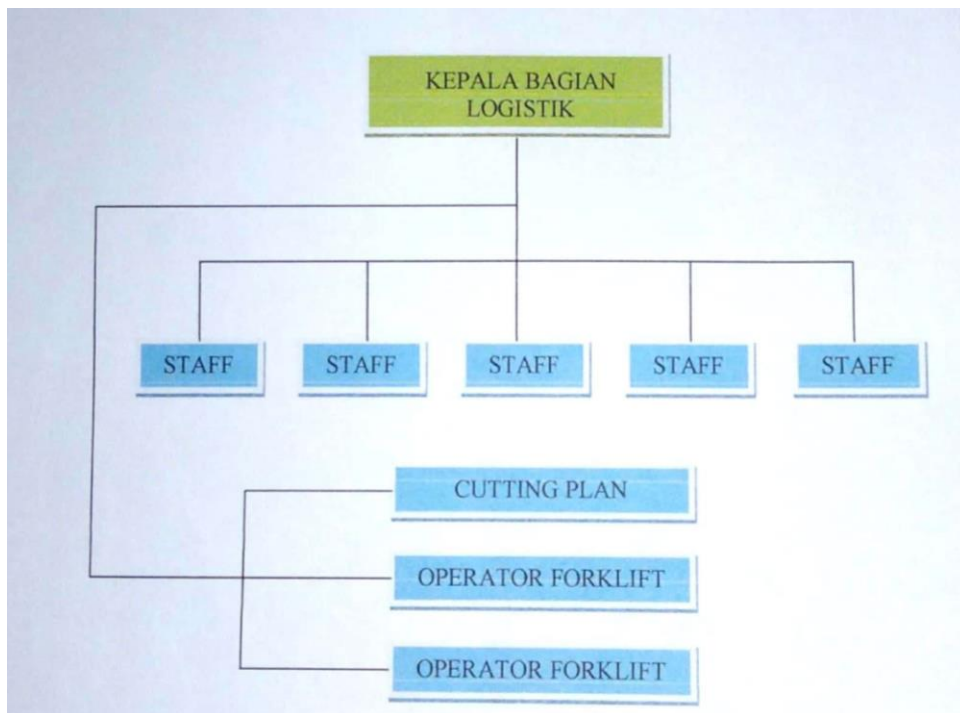 KEPALA BAGIAN
LOGISTIK
STAFF
STAFF
STAFF
STAFF
STAFF
CUTTING PLAN
OPERATOR FORKLIFT
OPERATOR FORKLIFT